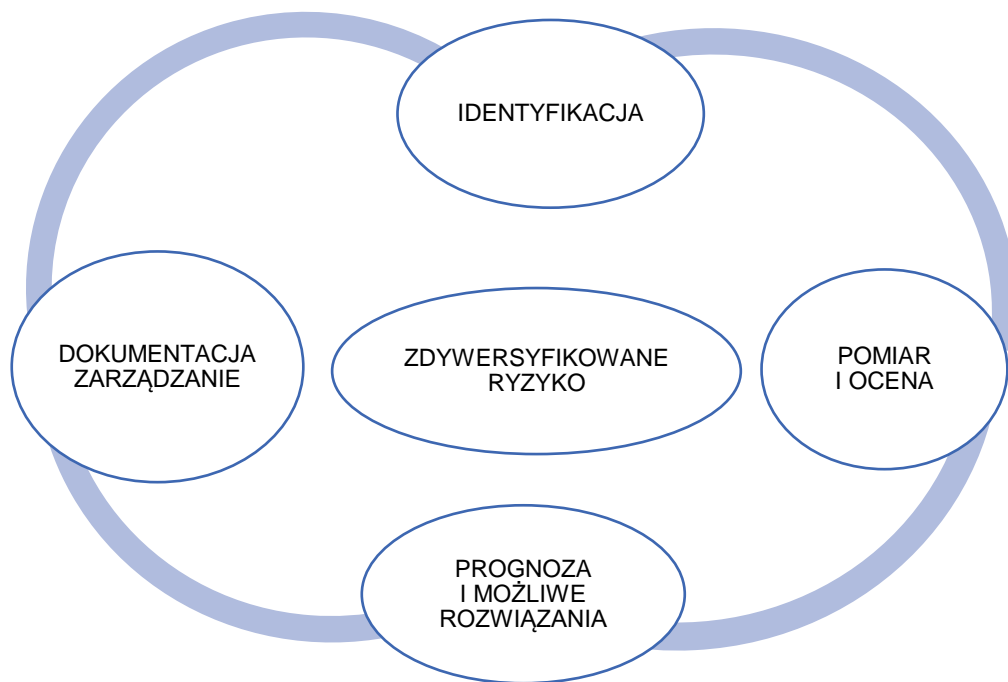 IDENTYFIKACJA
DOKUMENTACJA
ZARZĄDZANIE
ZDYWERSYFIKOWANE
RYZYKO
POMIAR
I OCENA
PROGNOZA
I MOŻLIWE
ROZWIĄZANIA